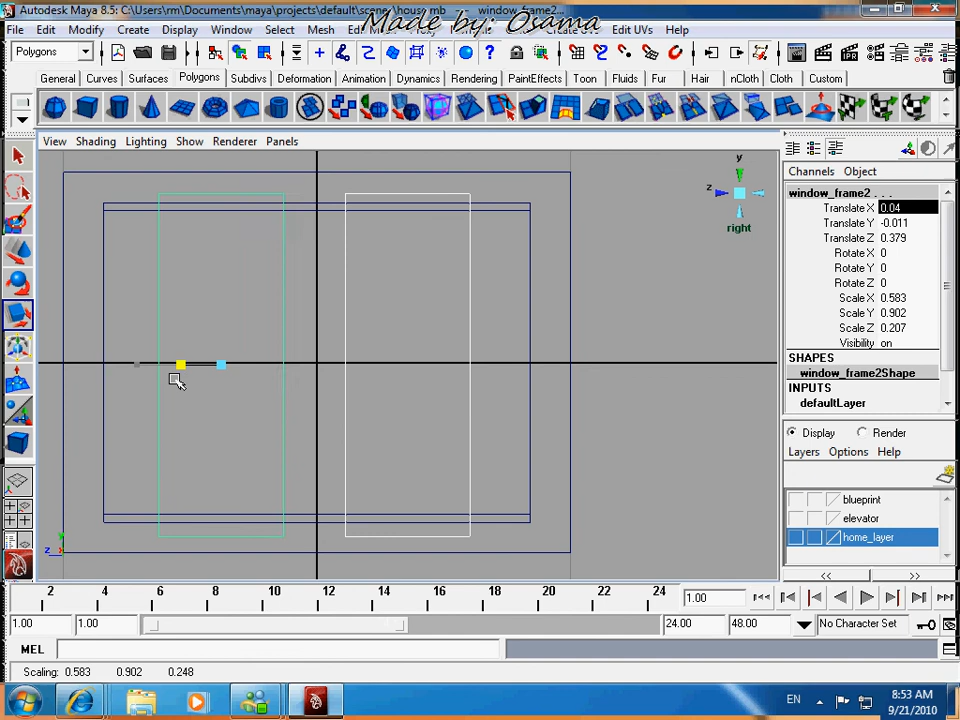 Autodesk Maya 8.5: C:\Users\rm\Documents\maya\projects\default\scene
house.mb
window_frame2...
Made by: Osama
File Edit Modify Create Display Window Select Mesh Edit UVs Help
Polygons
General Curves Surfaces Polygons Subdivs Deformation Animation Dynamics Rendering PaintEffects Toon Fluids Fur Hair nCloth Cloth Custom
View Shading Lighting Show Renderer Panels
Channels Object
window_frame2 . . .
Translate X 0.04
Translate Y -0.011
Translate Z 0.379
Rotate X 0
Rotate Y 0
Rotate Z 0
Scale X 0.583
Scale Y 0.902
Scale Z 0.207
Visibility on
SHAPES
window_frame2Shape
INPUTS
defaultLayer
y
z
right
Display Render
Layers Options Help
blueprint
elevator
home_layer
y
z x
<< >>
2 4 6 8 10 12 14 16 18 20 22 24
1.00
1.00 1.00 24.00 48.00 No Character Set
MEL
Scaling: 0.583 0.902 0.248
EN
8:53 AM
9/21/2010